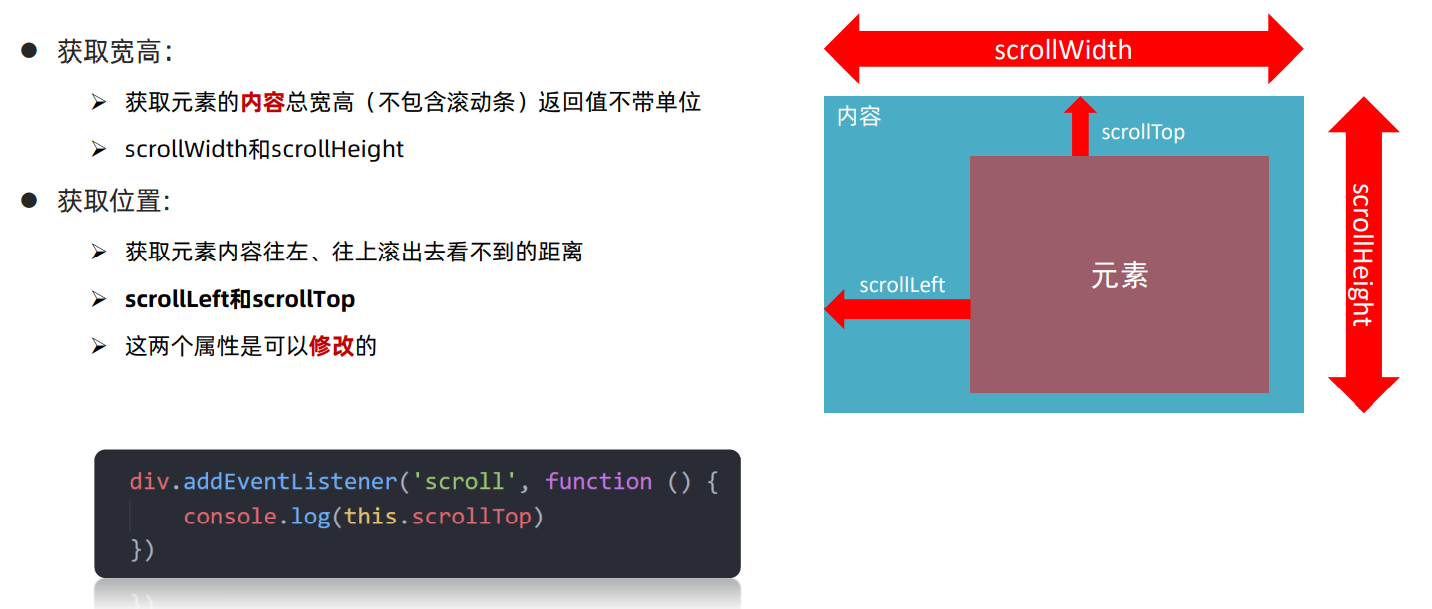 ● 获取宽高：
➢ 获取元素的内容总宽高（不包含滚动条）返回值不带单位
➢ scrollWidth和scrollHeight
● 获取位置:
➢ 获取元素内容往左、往上滚出去看不到的距离
➢ scrollLeft和scrollTop
➢ 这两个属性是可以修改的
div.addEventListener('scroll', function () {
    console.log(this.scrollTop)
})
scrollWidth
内容
scrollTop
scrollLeft
元素
scrollHeight